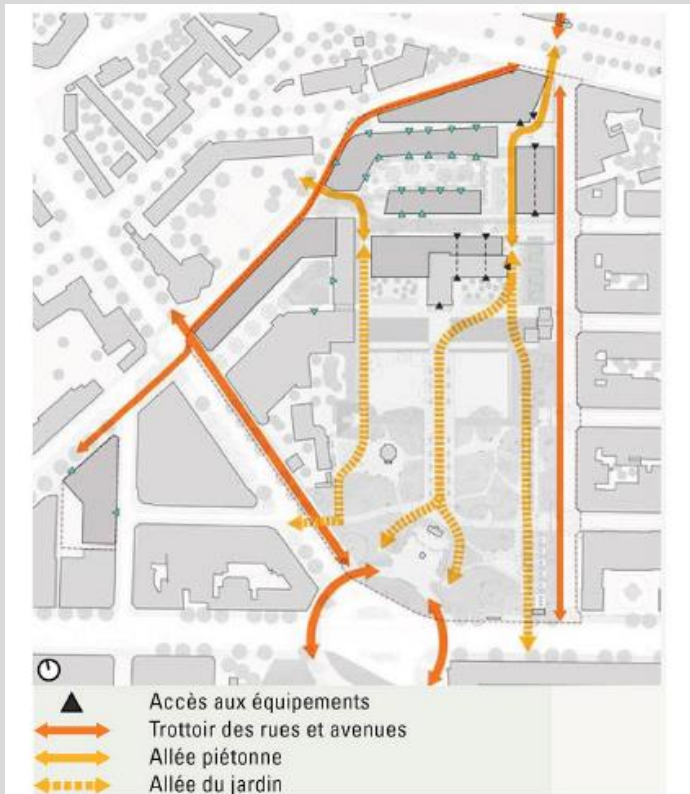 Accès aux équipements
Trottoir des rues et avenues
Allée piétonne
Allée du jardin